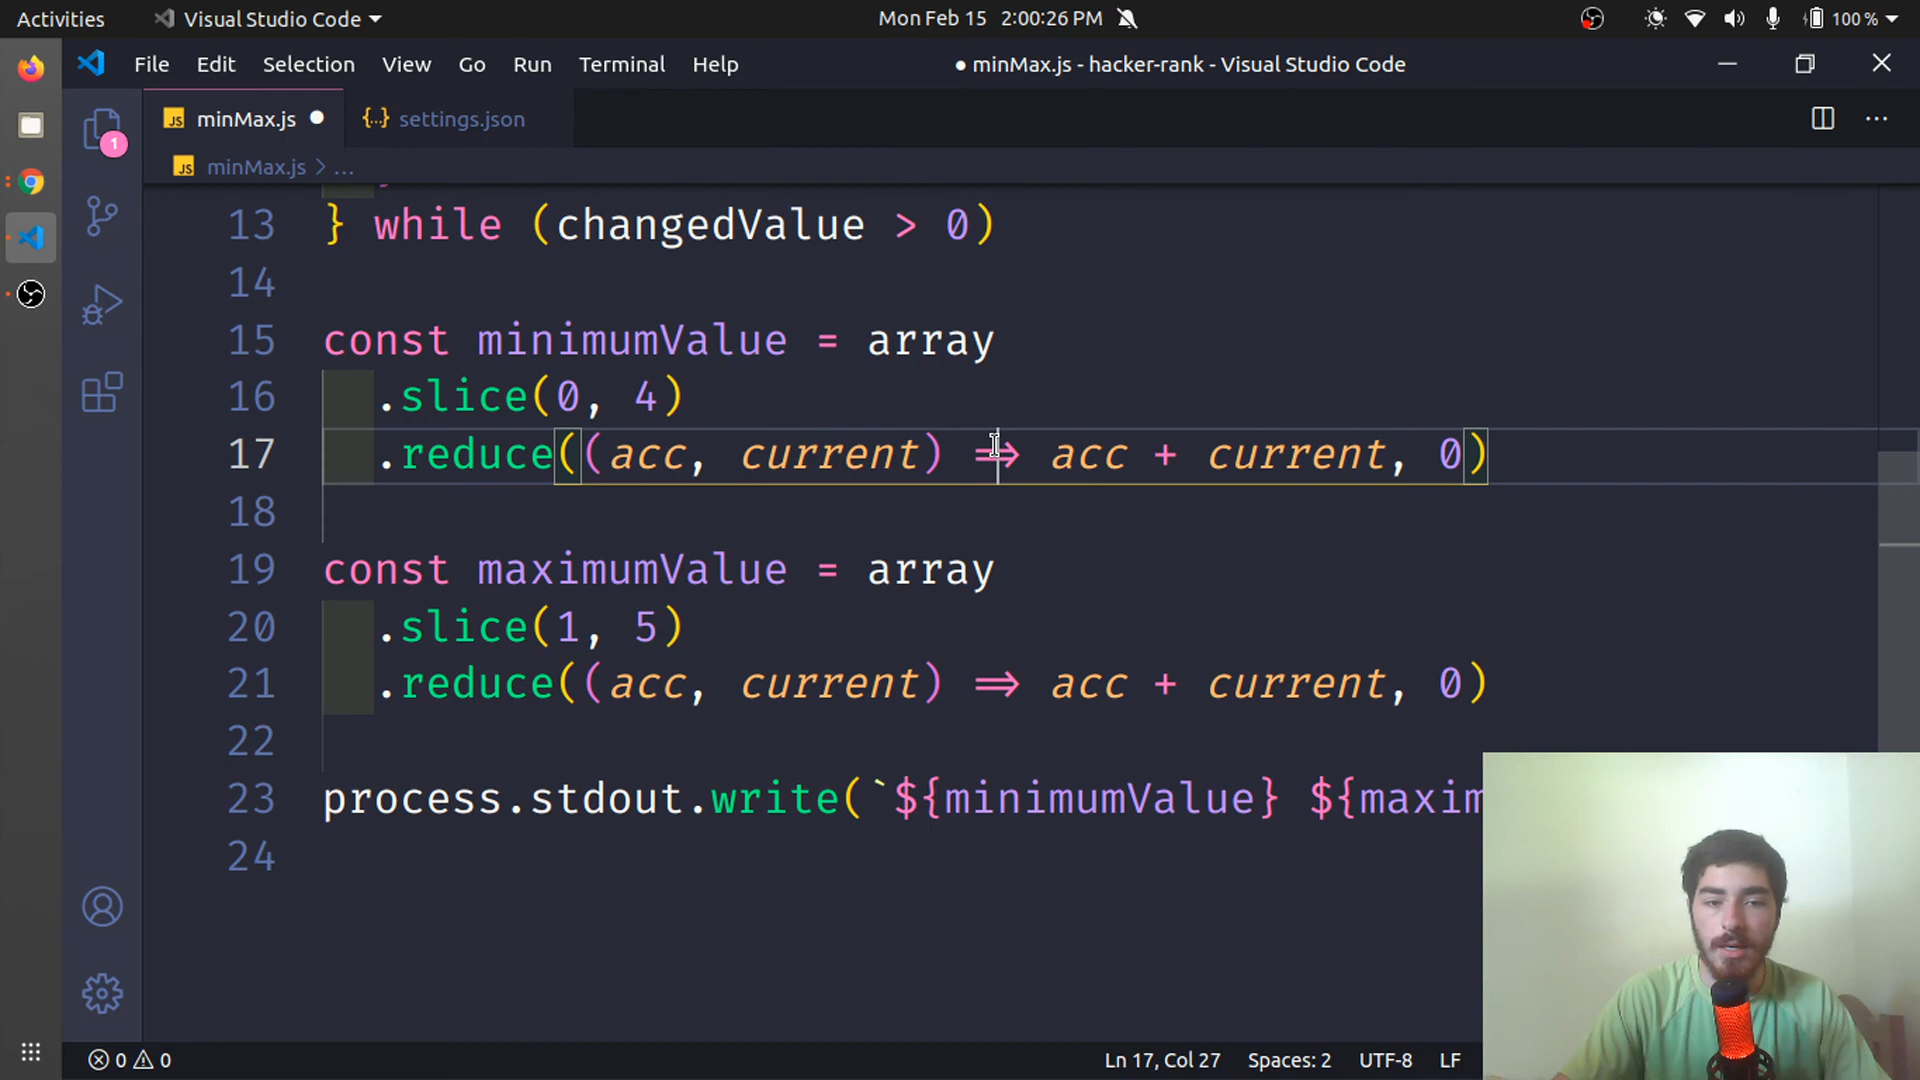 Activities Visual Studio Code Mon Feb 15 2:00:26 PM 100 %
File Edit Selection View Go Run Terminal Help ● minMax.js - hacker-rank - Visual Studio Code
JS minMax.js {..} settings.json
JS minMax.js > ...
1
13 } while (changedValue > 0)
14
15 const minimumValue = array
16 .slice(0, 4)
17 .reduce((acc, current) => acc + current, 0)
18
19 const maximumValue = array
20 .slice(1, 5)
21 .reduce((acc, current) => acc + current, 0)
22
23 process.stdout.write(`${minimumValue} ${maxim
24
0 0 Ln 17, Col 27 Spaces: 2 UTF-8 LF